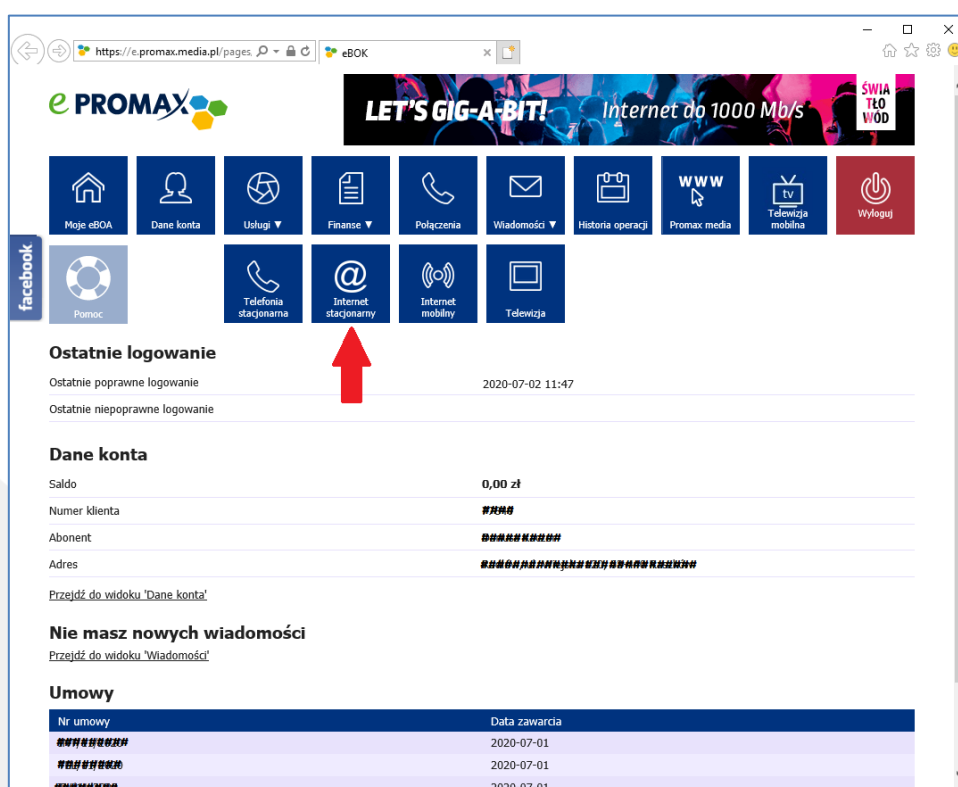 https://e.promax.media.pl/pages
eBOK
e PROMAX
LET'S GIG-A-BIT!
Internet do 1000 Mb/s
ŚWIA
TŁO
WÓD
Moje eBOA
Dane konta
Usługi ▼
Finanse ▼
Połączenia
Wiadomości ▼
Historia operacji
www
Promax media
tv
Telewizja
mobilna
Wyloguj
facebook
Pomoc
Telefonia
stacjonarna
@
Internet
stacjonarny
Internet
mobilny
Telewizja
Ostatnie logowanie
Ostatnie poprawne logowanie 2020-07-02 11:47
Ostatnie niepoprawne logowanie
Dane konta
Saldo 0,00 zł
Numer klienta
Abonent
Adres
Przejdź do widoku 'Dane konta'
Nie masz nowych wiadomości
Przejdź do widoku 'Wiadomości'
Umowy
Nr umowy Data zawarcia
2020-07-01
2020-07-01
2020-07-01